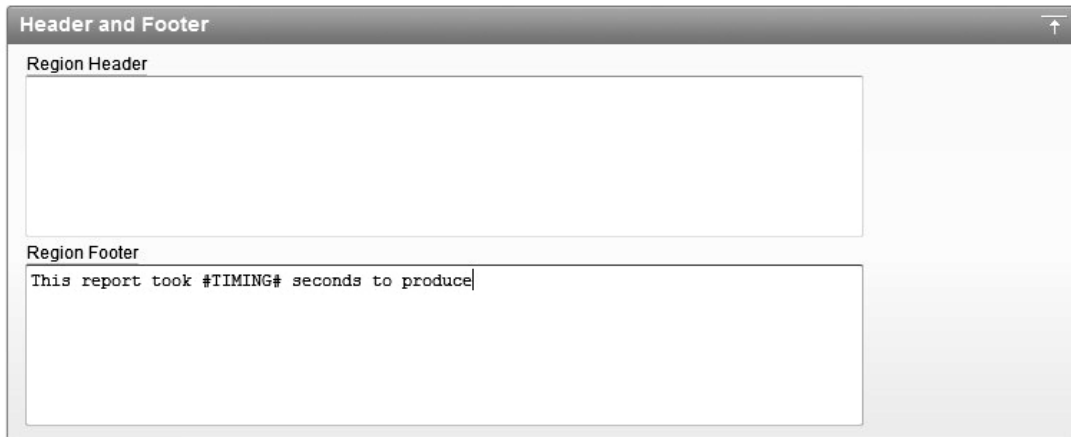 Header and Footer
Region Header
Region Footer
This report took #TIMING# seconds to produce